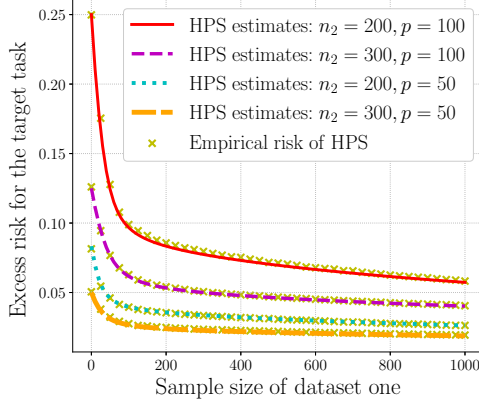 HPS estimates: n₂ = 200, p = 100
HPS estimates: n₂ = 300, p = 100
HPS estimates: n₂ = 200, p = 50
HPS estimates: n₂ = 300, p = 50
Empirical risk of HPS
Excess risk for the target task
0.25
0.20
0.15
0.10
0.05
0 200 400 600 800 1000
Sample size of dataset one